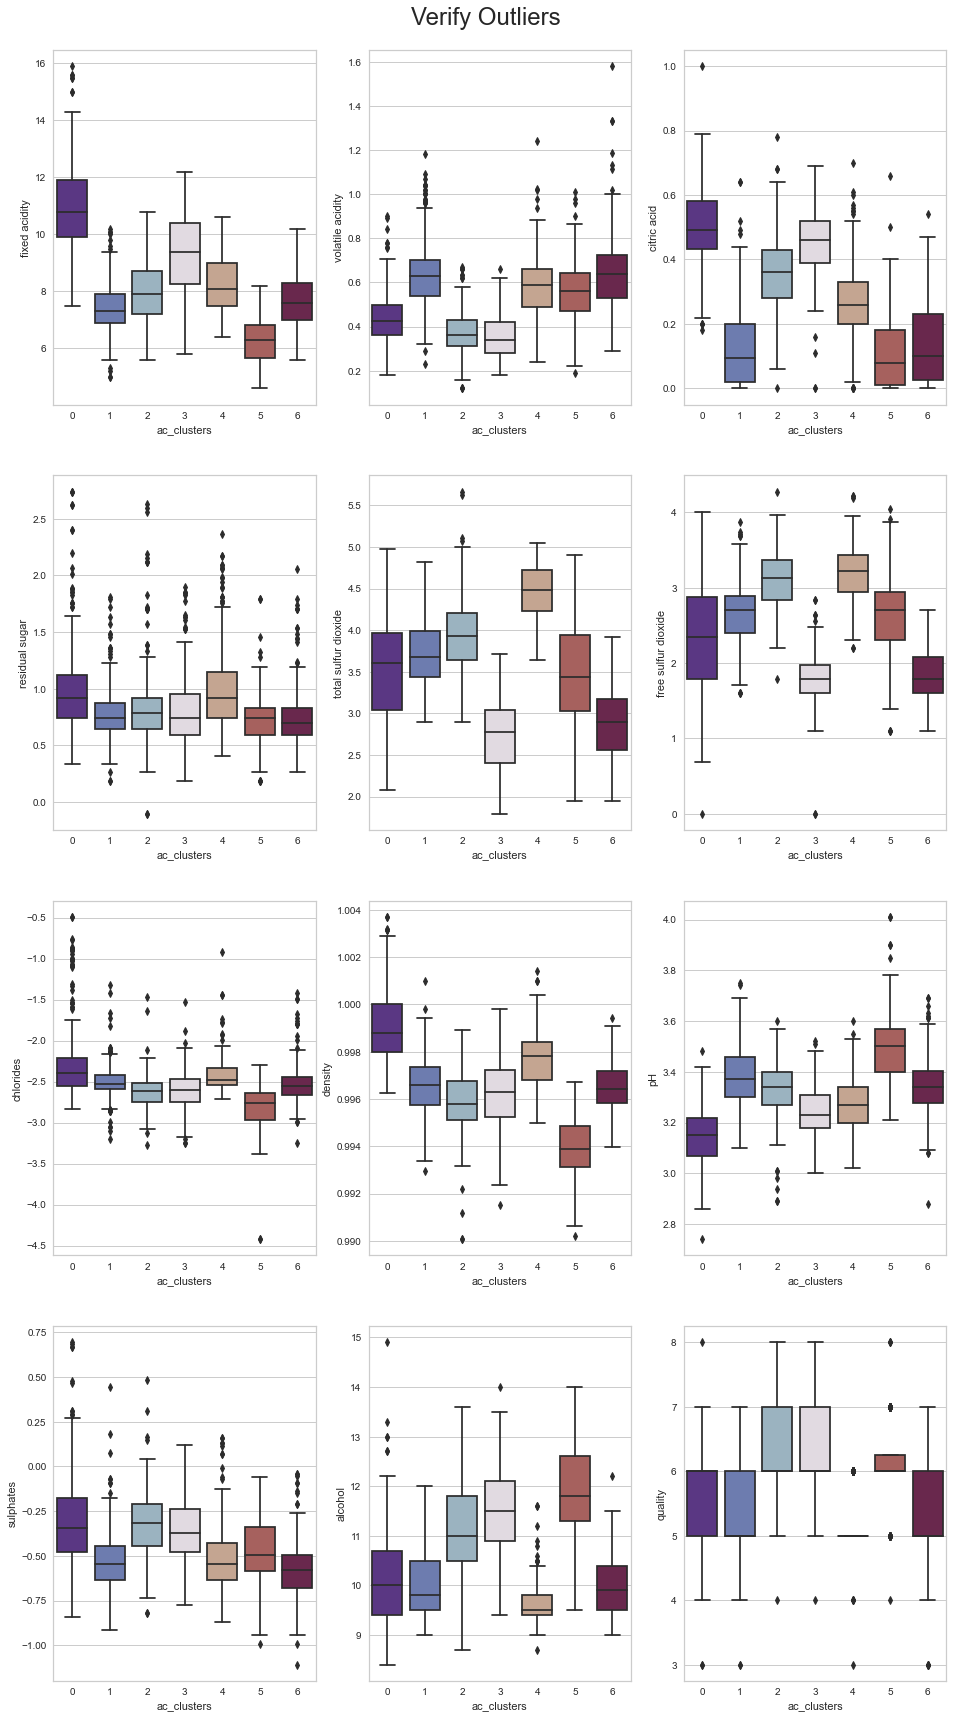 Verify Outliers
fixed acidity
16
14
12
10
8
6
0 1 2 3 4 5 6
ac_clusters
volatile acidity
1.6
1.4
1.2
1.0
0.8
0.6
0.4
0.2
0 1 2 3 4 5 6
ac_clusters
citric acid
1.0
0.8
0.6
0.4
0.2
0.0
0 1 2 3 4 5 6
ac_clusters
residual sugar
2.5
2.0
1.5
1.0
0.5
0.0
0 1 2 3 4 5 6
ac_clusters
total sulfur dioxide
5.5
5.0
4.5
4.0
3.5
3.0
2.5
2.0
0 1 2 3 4 5 6
ac_clusters
free sulfur dioxide
4
3
2
1
0
0 1 2 3 4 5 6
ac_clusters
chlorides
−0.5
−1.0
−1.5
−2.0
−2.5
−3.0
−3.5
−4.0
−4.5
0 1 2 3 4 5 6
ac_clusters
density
1.004
1.002
1.000
0.998
0.996
0.994
0.992
0.990
0 1 2 3 4 5 6
ac_clusters
pH
4.0
3.8
3.6
3.4
3.2
3.0
2.8
0 1 2 3 4 5 6
ac_clusters
sulphates
0.75
0.50
0.25
0.00
−0.25
−0.50
−0.75
−1.00
0 1 2 3 4 5 6
ac_clusters
alcohol
15
14
13
12
11
10
9
0 1 2 3 4 5 6
ac_clusters
quality
8
7
6
5
4
3
0 1 2 3 4 5 6
ac_clusters